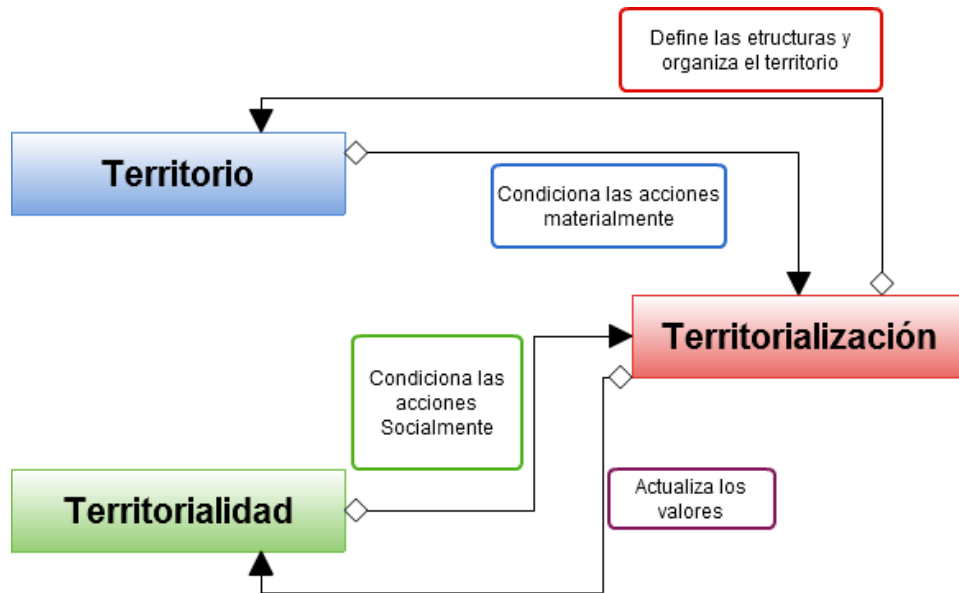 Define las etructuras y
organiza el territorio
Territorio
Condiciona las acciones
materialmente
Territorialización
Condiciona las
acciones
Socialmente
Actualiza los
valores
Territorialidad